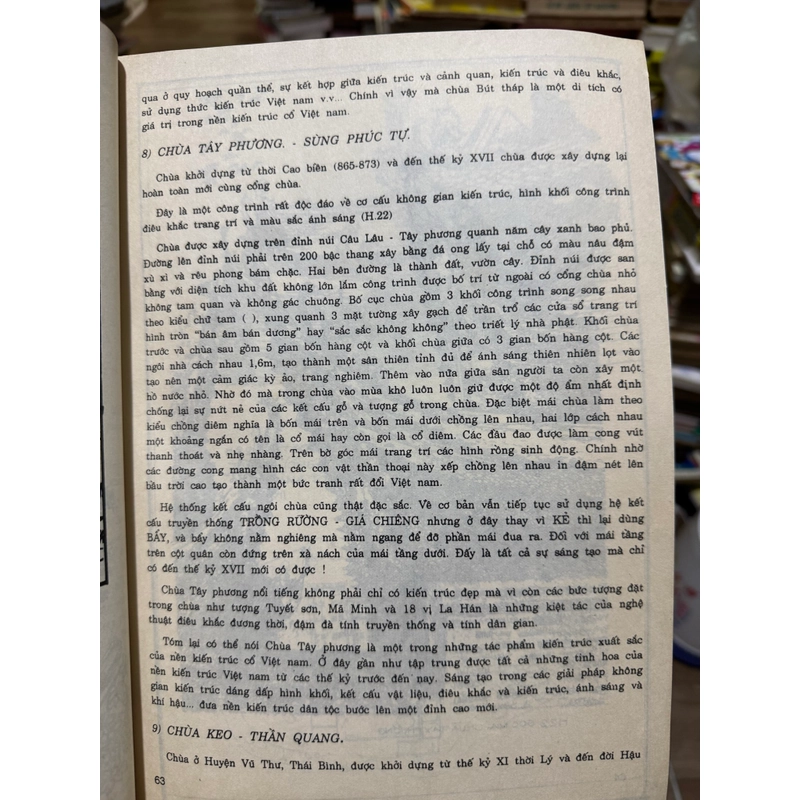 qua ở quy hoạch quần thể, sự kết hợp giữa kiến trúc và cảnh quan, kiến trúc và điêu khắc,
sử dụng thức kiến trúc Việt nam v.v... Chính vì vậy mà chùa Bút tháp là một di tích có
giá trị trong nền kiến trúc cổ Việt nam.
8) CHÙA TÂY PHƯƠNG. - SÙNG PHÚC TỰ.
Chùa khởi dựng từ thời Cao biền (865-873) và đến thế kỷ XVII chùa được xây dựng lại
hoàn toàn mới cùng cổng chùa.
Đây là một công trình rất độc đáo về cơ cấu không gian kiến trúc, hình khối công trình
điêu khắc trang trí và màu sắc ánh sáng (H.22)
Chùa được xây dựng trên đỉnh núi Câu Lâu - Tây phương quanh năm cây xanh bao phủ.
Đường lên đỉnh núi phải trên 200 bậc thang xây bằng đá ong lấy tại chỗ có màu nâu đậm
xù xì và rêu phong bám chặc. Hai bên đường là thành đất, vườn cây. Đỉnh núi được san
bằng với diện tích khu đất không lớn lắm công trình được bố trí từ ngoài có cổng chùa nhỏ
không tam quan và không gác chuông. Bố cục chùa gồm 3 khối công trình song song nhau
theo kiểu chữ tam ( ), xung quanh 3 mặt tường xây gạch để trần trổ các cửa sổ trang trí
hình tròn "bán âm bán dương" hay "sắc sắc không không" theo triết lý nhà phật. Khối chùa
trước và chùa sau gồm 5 gian bốn hàng cột và khối chùa giữa có 3 gian bốn hàng cột. Các
ngôi nhà cách nhau 1,6m, tạo thành một sân thiên tỉnh đủ để ánh sáng thiên nhiên lọt vào
tạo nên một cảm giác kỳ ảo, trang nghiêm. Thêm vào nữa giữa sân người ta còn xây một
hồ nước nhỏ. Nhờ đó mà trong chùa vào mùa khô luôn luôn giữ được một độ ẩm nhất định
chống lại sự nứt nẻ của các kết cấu gỗ và tượng gỗ trong chùa. Đặc biệt mái chùa làm theo
kiểu chồng diêm nghĩa là bốn mái trên và bốn mái dưới chồng lên nhau, hai lớp cách nhau
một khoảng ngắn có tên là cổ mái hay còn gọi là cổ diêm. Các đầu đao được làm cong vút
thanh thoát và nhẹ nhàng. Trên bờ góc mái trang trí các hình rồng sinh động. Chính nhờ
các đường cong mang hình các con vật thần thoại này xếp chồng lên nhau in đậm nét lên
bầu trời cao tạo thành một bức tranh rất đổi Việt nam.
Hệ thống kết cấu ngôi chùa cũng thật đặc sắc. Về cơ bản vẫn tiếp tục sử dụng hệ kết
cấu truyền thống TRỒNG RƯỜNG - GIÁ CHIÊNG nhưng ở đây thay vì KẺ thì lại dùng
BẨY, và bẩy không nằm nghiêng mà nằm ngang để đỡ phần mái đua ra. Đối với mái tầng
trên cột quân còn đứng trên xà nách của mái tầng dưới. Đấy là tất cả sự sáng tạo mà chỉ
có đến thế kỷ XVII mới có được !
Chùa Tây phương nổi tiếng không phải chỉ có kiến trúc đẹp mà vì còn các bức tượng đặt
trong chùa như tượng Tuyết sơn, Mã Minh và 18 vị La Hán là những kiệt tác của nghệ
thuật điêu khắc đương thời, đậm đà tính truyền thống và tính dân gian.
Tóm lại có thể nói Chùa Tây phương là một trong những tác phẩm kiến trúc xuất sắc
của nền kiến trúc cổ Việt nam. Ở đây gần như tập trung được tất cả những tinh hoa của
nền kiến trúc Việt nam từ các thế kỷ trước đến nay. Sáng tạo trong các giải pháp không
gian kiến trúc dáng dấp hình khối, kết cấu vật liệu, điêu khắc và kiến trúc, ánh sáng và
khí hậu... đưa nền kiến trúc dân tộc bước lên một đỉnh cao mới.
9) CHÙA KEO - THẦN QUANG.
Chùa ở Huyện Vũ Thư, Thái Bình, được khởi dựng từ thế kỷ XI thời Lý và đến đời Hậu
63